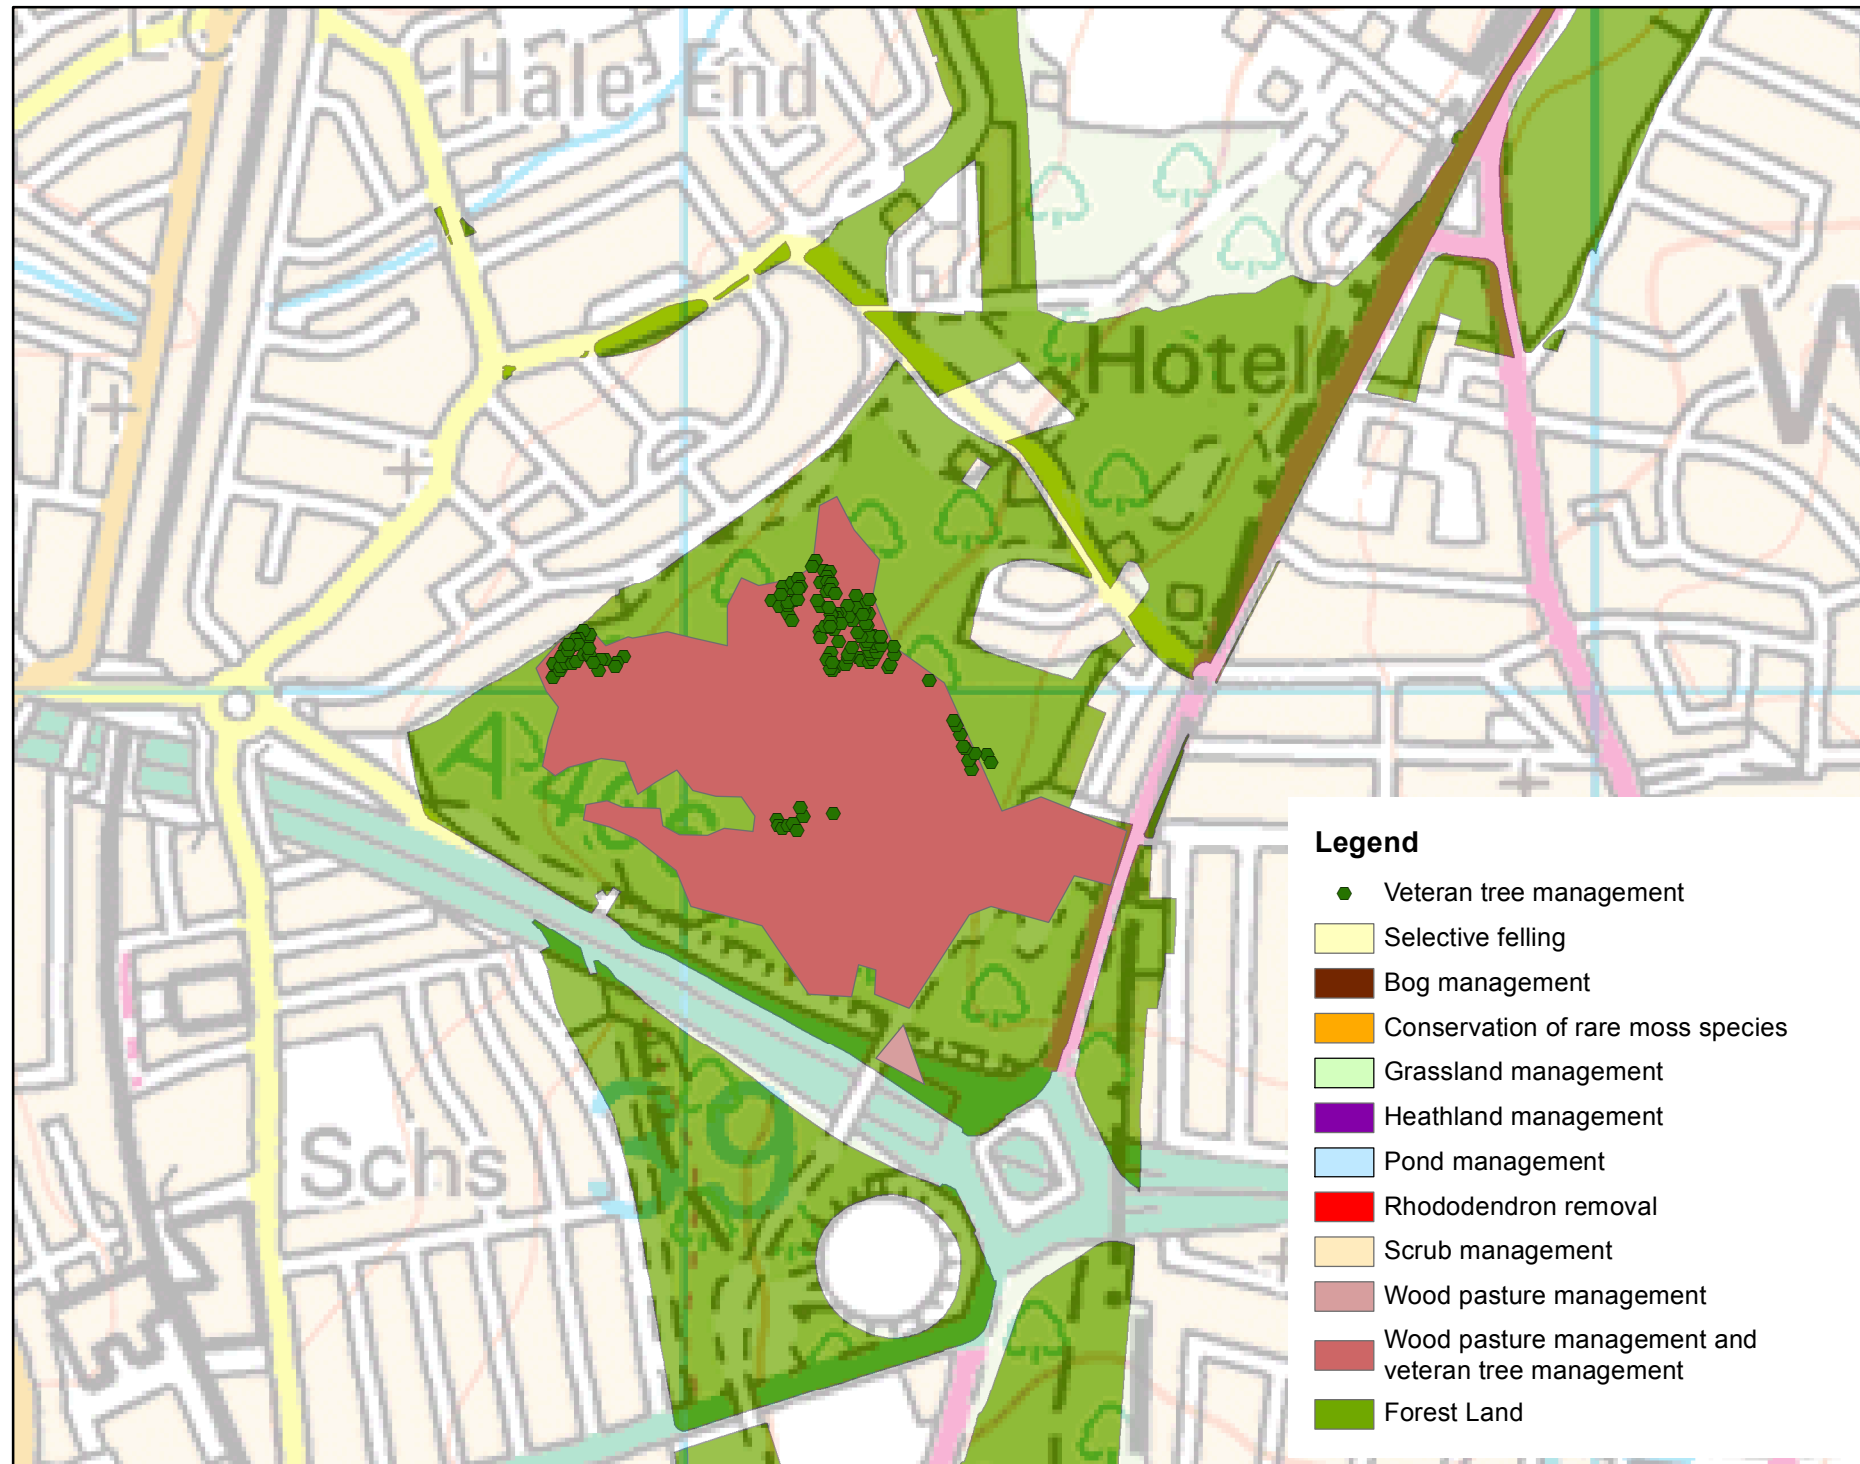 Hale End
Hotel
A 406
Schs
W
Legend
Veteran tree management
Selective felling
Bog management
Conservation of rare moss species
Grassland management
Heathland management
Pond management
Rhododendron removal
Scrub management
Wood pasture management
Wood pasture management and
veteran tree management
Forest Land